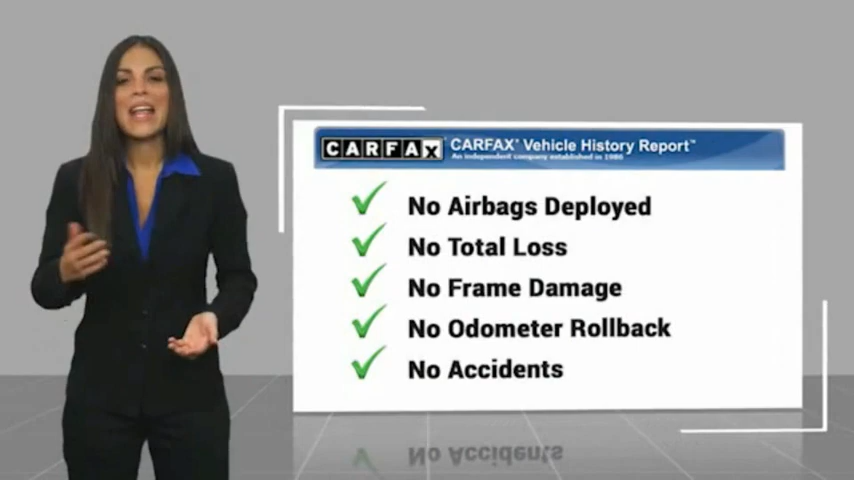 CARFAX CARFAX® Vehicle History Report™
An independent company established in 1986
No Airbags Deployed
No Total Loss
No Frame Damage
No Odometer Rollback
No Accidents
No Accidents